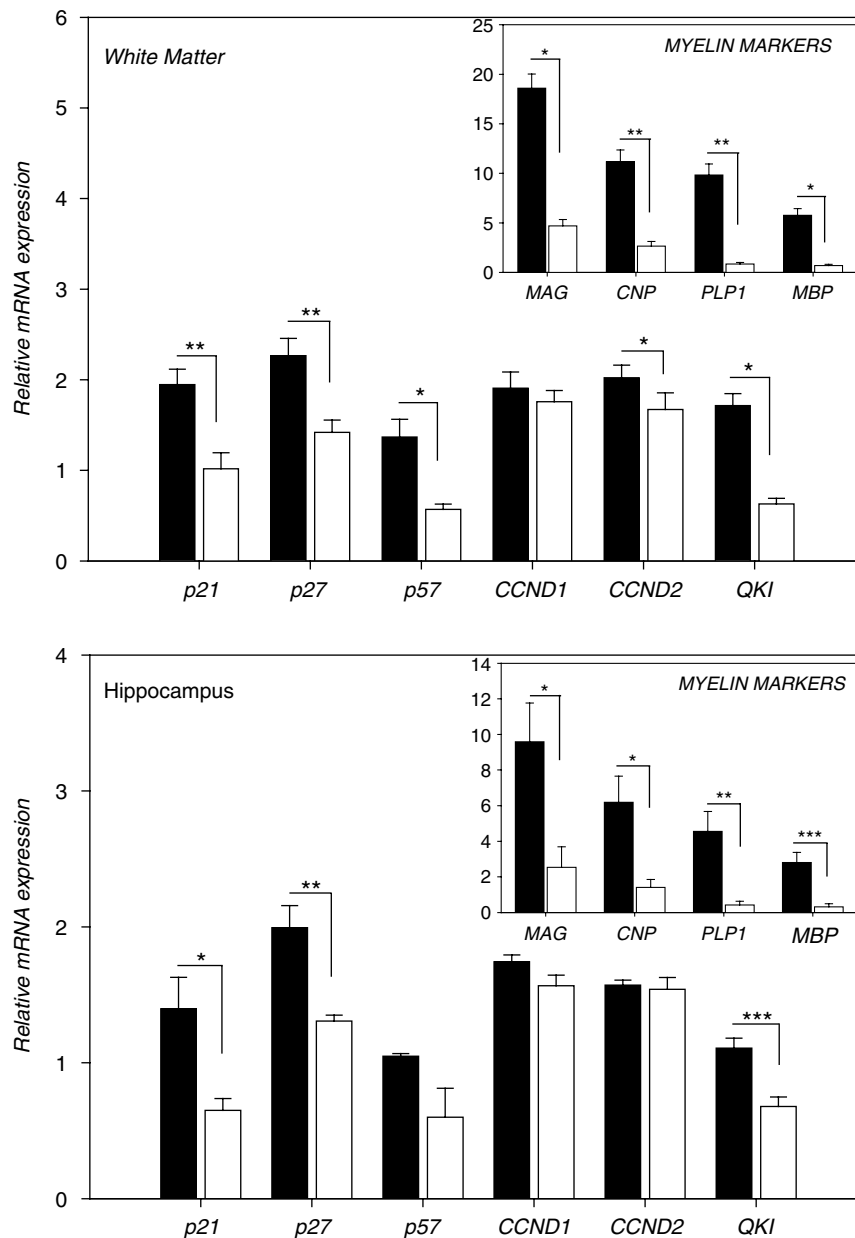 White Matter
MYELIN MARKERS
Relative mRNA expression
6
5
4
3
2
1
0
25
20
15
10
5
0
* ** ** *
MAG CNP PLP1 MBP
** ** * * *
p21 p27 p57 CCND1 CCND2 QKI
Hippocampus
MYELIN MARKERS
Relative mRNA expression
4
3
2
1
0
14
12
10
8
6
4
2
0
* * ** ***
MAG CNP PLP1 MBP
* ** ***
p21 p27 p57 CCND1 CCND2 QKI